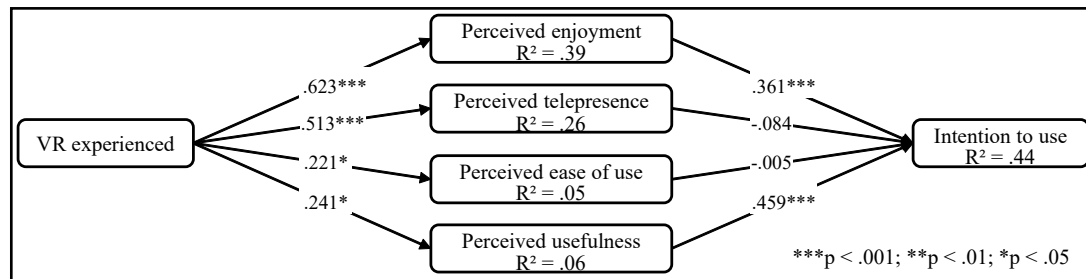 Perceived enjoyment
R² = .39
.623***
.361***
Perceived telepresence
R² = .26
.513***
-.084
VR experienced
Intention to use
R² = .44
.221*
-.005
Perceived ease of use
R² = .05
.241*
.459***
Perceived usefulness
R² = .06
***p < .001; **p < .01; *p < .05